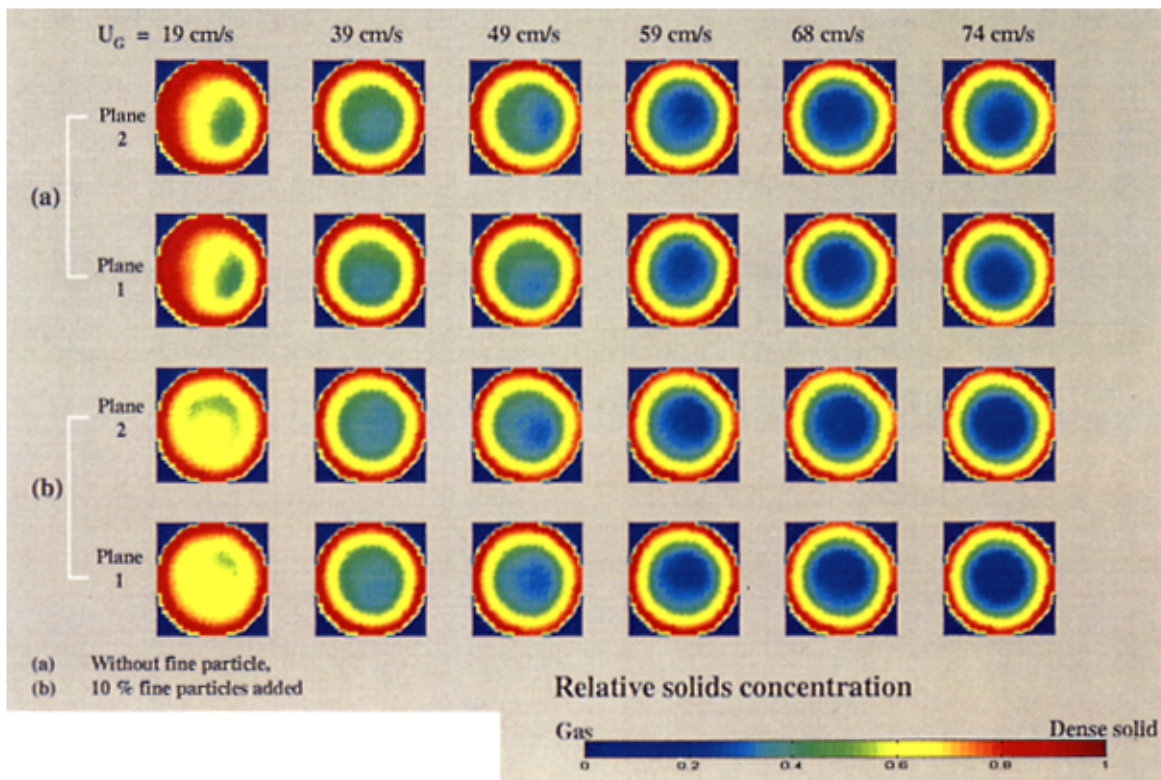 U_G = 19 cm/s 39 cm/s 49 cm/s 59 cm/s 68 cm/s 74 cm/s
Plane
2
(a)
Plane
1
Plane
2
(b)
Plane
1
(a) Without fine particle,
(b) 10 % fine particles added
Relative solids concentration
Gas Dense solid
0 0.2 0.4 0.6 0.8 1